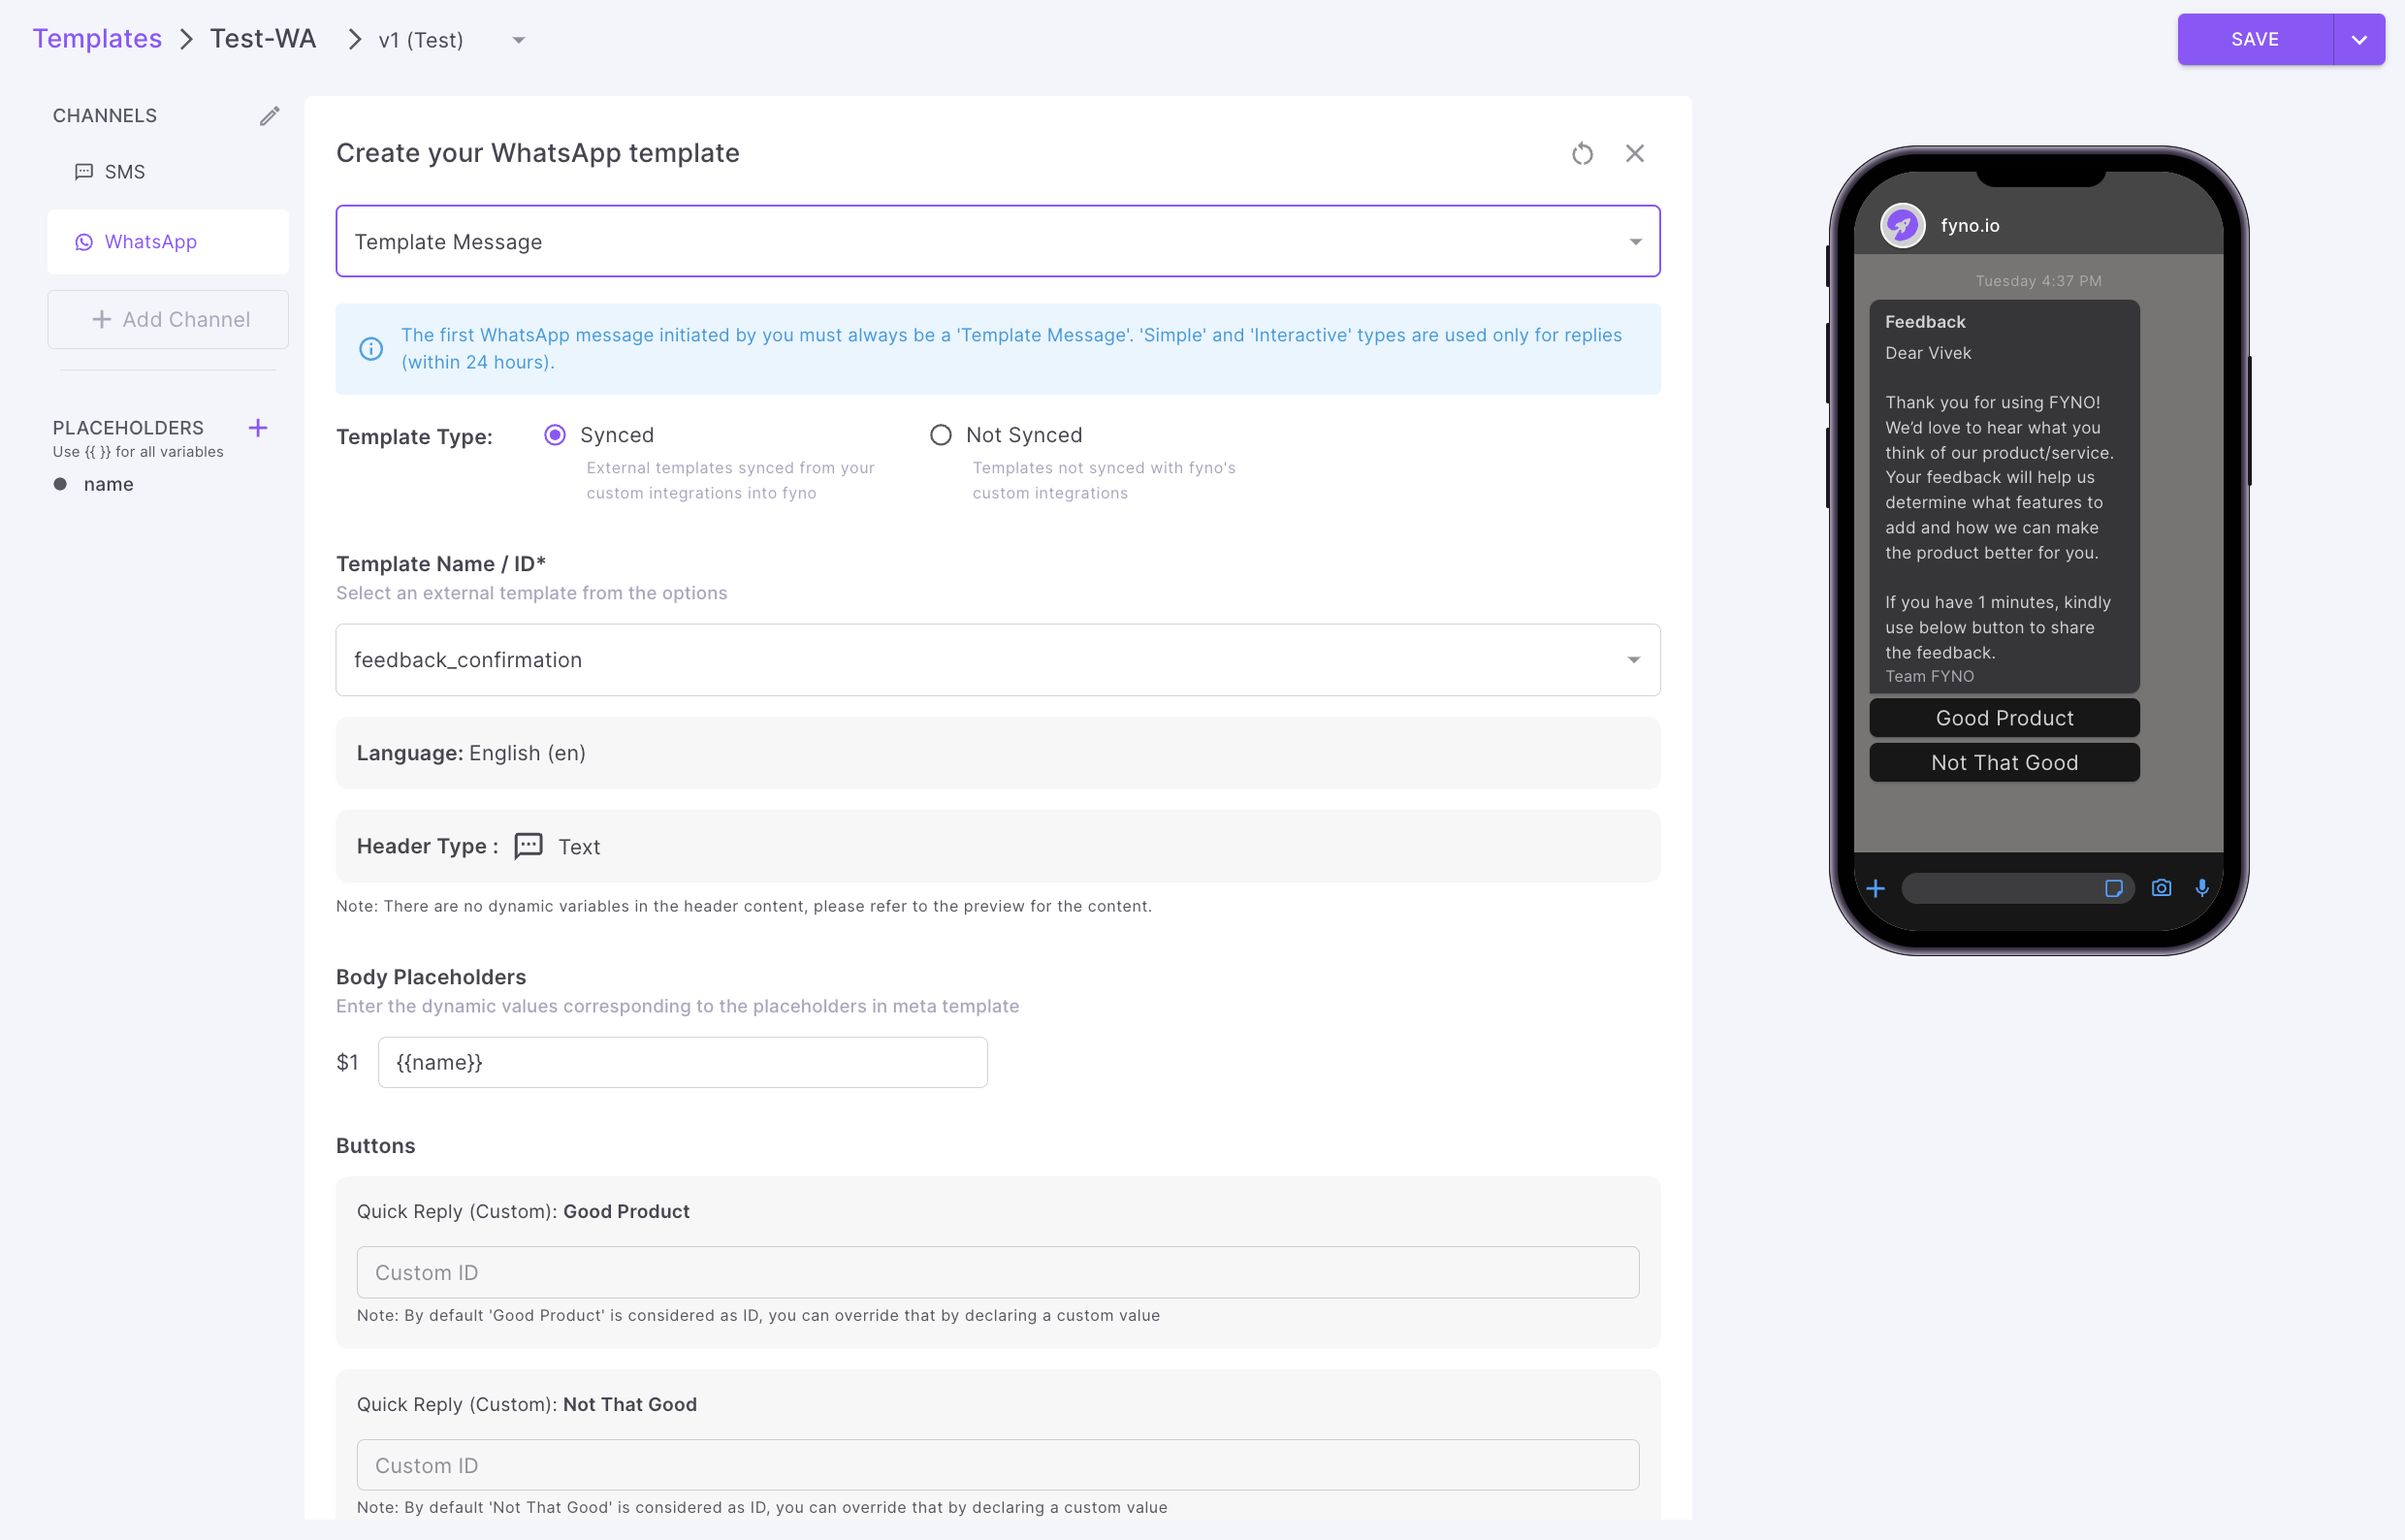 Templates > Test-WA > v1 (Test)
SAVE
CHANNELS
SMS
WhatsApp
+ Add Channel
PLACEHOLDERS +
Use {{ }} for all variables
name
Create your WhatsApp template
Template Message
The first WhatsApp message initiated by you must always be a 'Template Message'. 'Simple' and 'Interactive' types are used only for replies
(within 24 hours).
Template Type:
Synced
External templates synced from your
custom integrations into fyno
Not Synced
Templates not synced with fyno's
custom integrations
Template Name / ID*
Select an external template from the options
feedback_confirmation
Language: English (en)
Header Type : Text
Note: There are no dynamic variables in the header content, please refer to the preview for the content.
Body Placeholders
Enter the dynamic values corresponding to the placeholders in meta template
$1 {{name}}
Buttons
Quick Reply (Custom): Good Product
Custom ID
Note: By default 'Good Product' is considered as ID, you can override that by declaring a custom value
Quick Reply (Custom): Not That Good
Custom ID
Note: By default 'Not That Good' is considered as ID, you can override that by declaring a custom value
fyno.io
Tuesday 4:37 PM
Feedback
Dear Vivek
Thank you for using FYNO!
We’d love to hear what you
think of our product/service.
Your feedback will help us
determine what features to
add and how we can make
the product better for you.
If you have 1 minutes, kindly
use below button to share
the feedback.
Team FYNO
Good Product
Not That Good